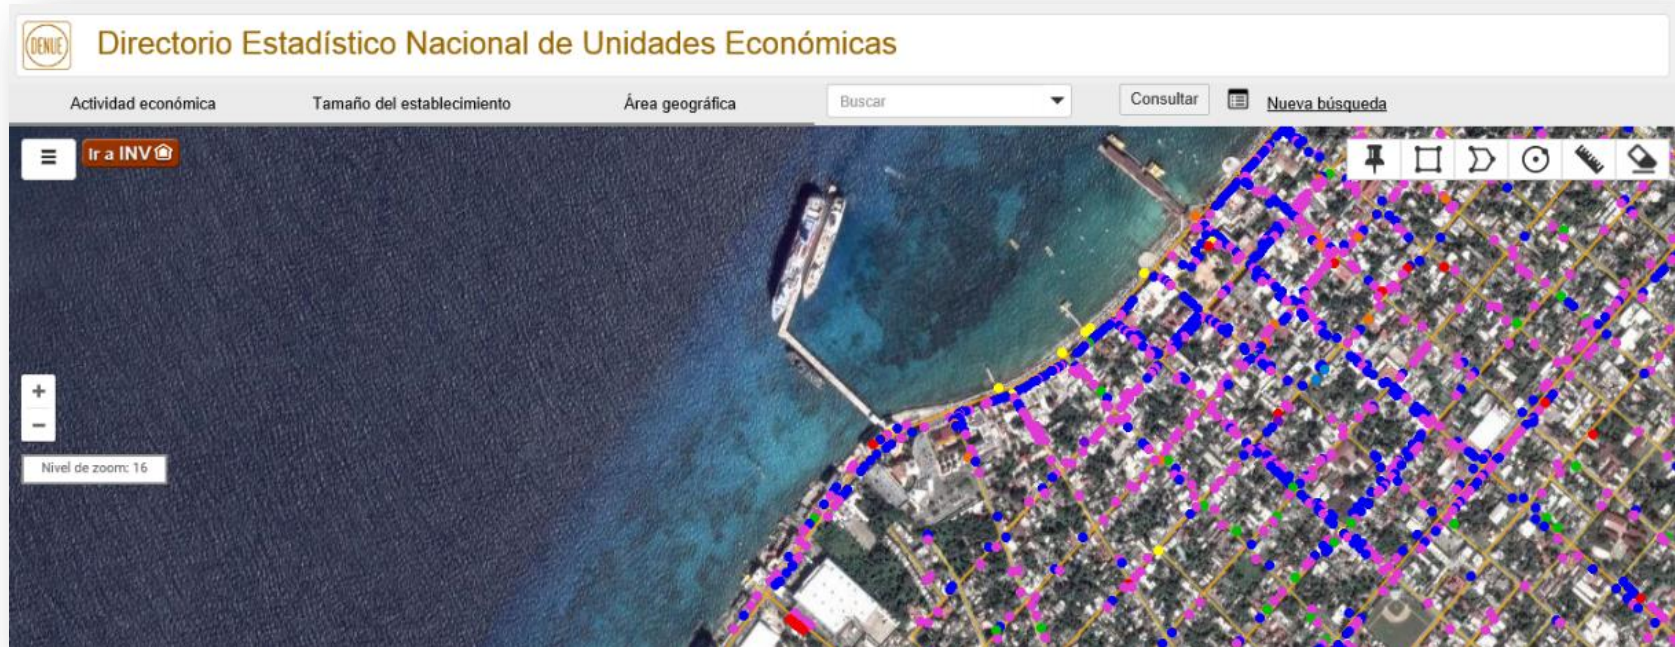 DENUE
Directorio Estadístico Nacional de Unidades Económicas
Actividad económica
Tamaño del establecimiento
Área geográfica
Buscar
Consultar
Nueva búsqueda
Ir a INV
+
−
Nivel de zoom: 16